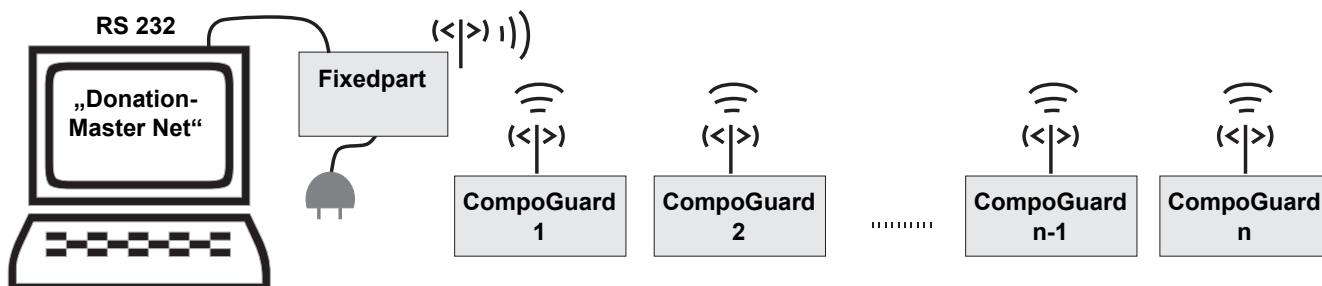 RS 232
„Donation-
Master Net“
Fixedpart
CompoGuard
1
CompoGuard
2
CompoGuard
n-1
CompoGuard
n